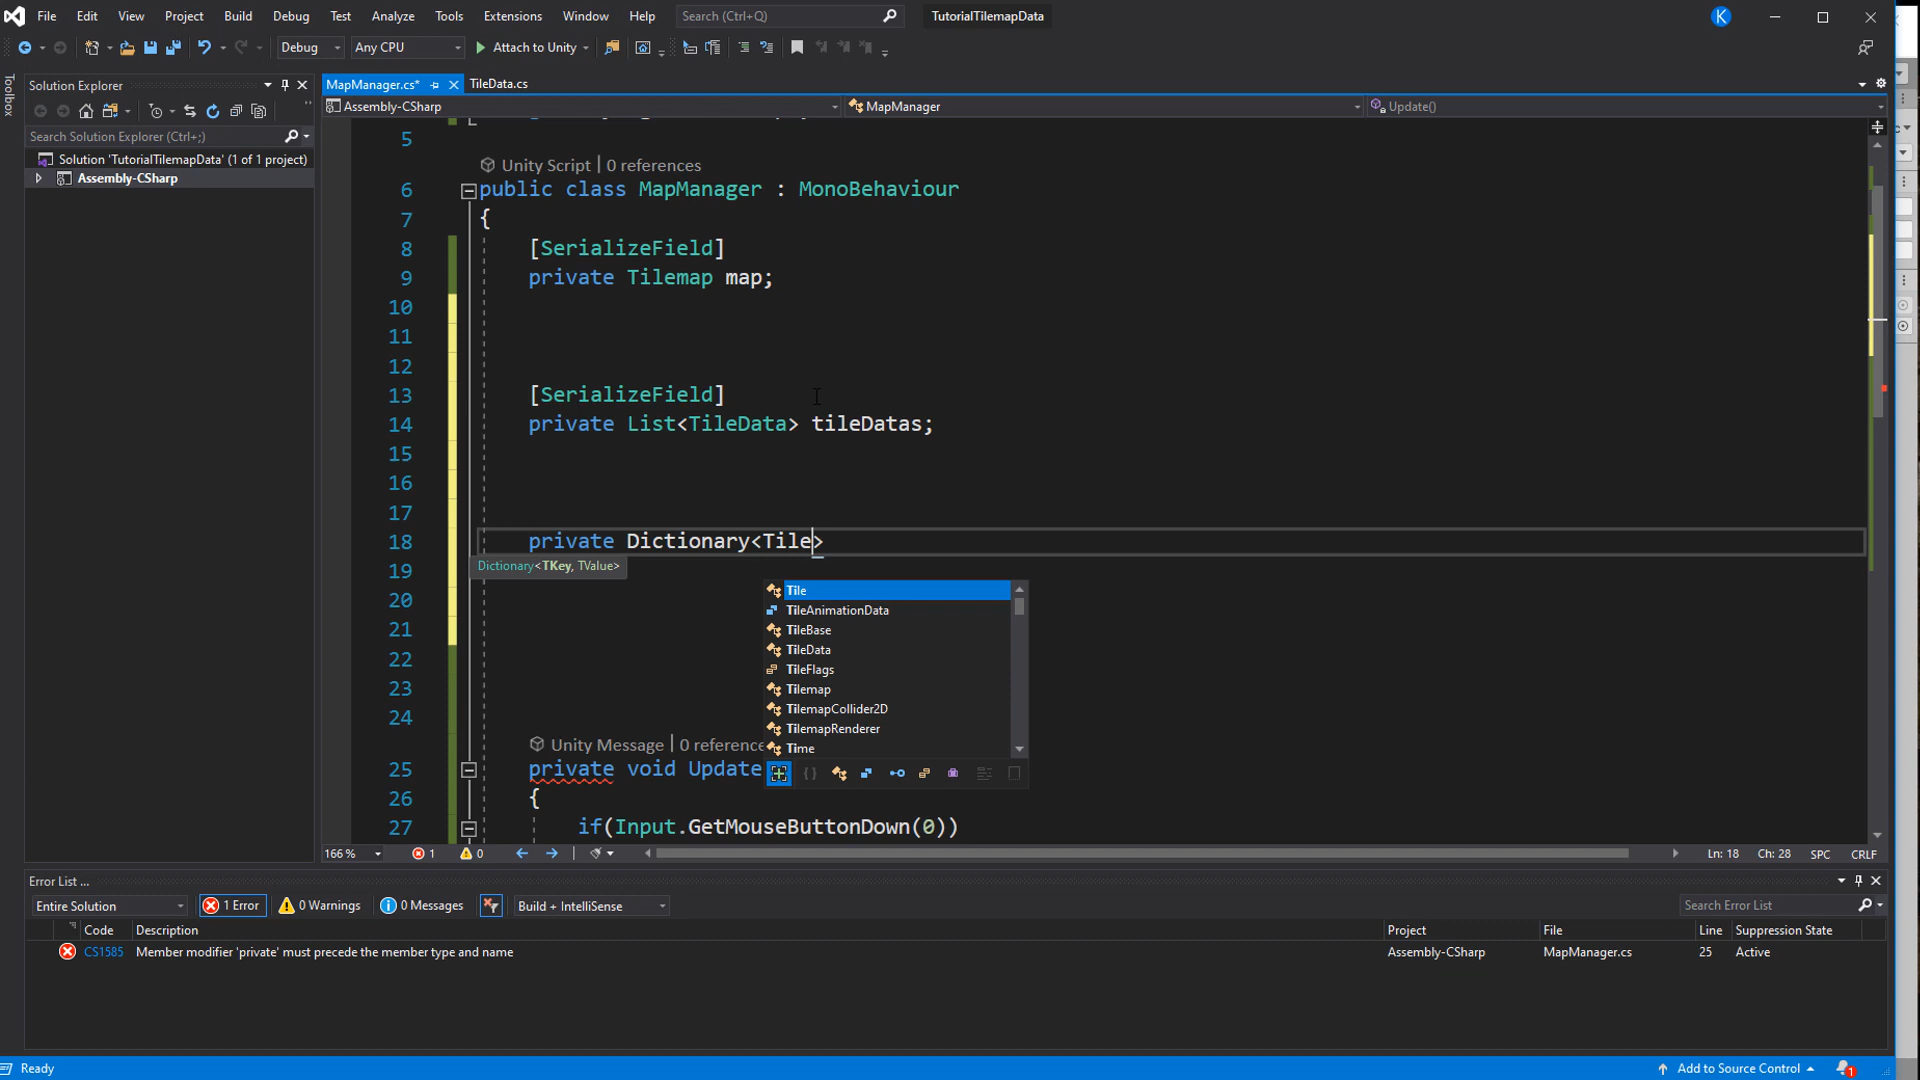 File Edit View Project Build Debug Test Analyze Tools Extensions Window Help Search (Ctrl+Q) TutorialTilemapData K
Debug Any CPU Attach to Unity
Toolbox
Solution Explorer
Search Solution Explorer (Ctrl+;)
Solution 'TutorialTilemapData' (1 of 1 project)
Assembly-CSharp
MapManager.cs* TileData.cs
Assembly-CSharp MapManager Update()
5
Unity Script | 0 references
6 public class MapManager : MonoBehaviour
7 {
8 [SerializeField]
9 private Tilemap map;
10
11
12
13 [SerializeField]
14 private List<TileData> tileDatas;
15
16
17
18 private Dictionary<Tile>
19 Dictionary<TKey, TValue>
20
21
22
23
24
Tile
TileAnimationData
TileBase
TileData
TileFlags
Tilemap
TilemapCollider2D
TilemapRenderer
Time
Unity Message | 0 reference
25 private void Update
26 {
27 if(Input.GetMouseButtonDown(0))
166 % 1 0 Ln: 18 Ch: 28 SPC CRLF
Error List ...
Entire Solution 1 Error 0 Warnings 0 Messages Build + IntelliSense Search Error List
Code Description Project File Line Suppression State
CS1585 Member modifier 'private' must precede the member type and name Assembly-CSharp MapManager.cs 25 Active
Ready Add to Source Control 1